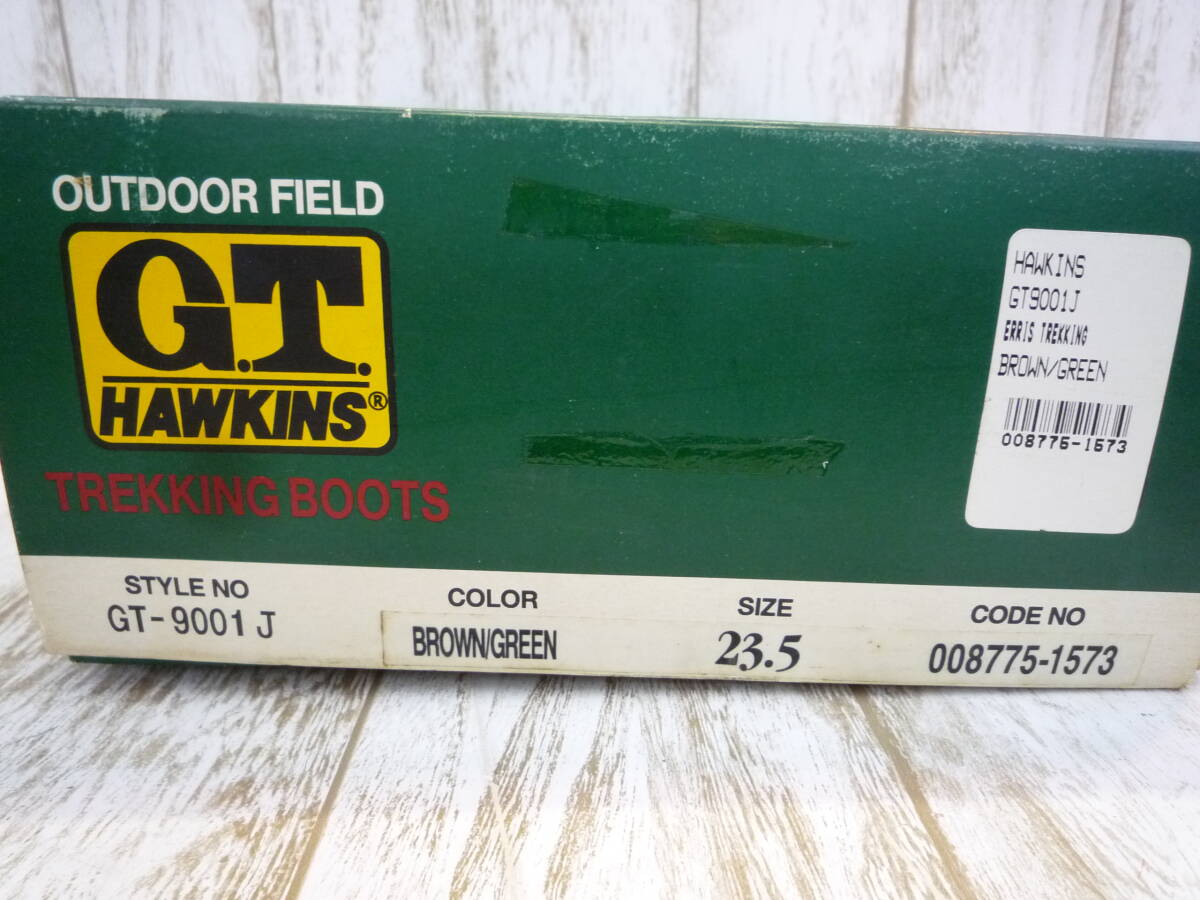 OUTDOOR FIELD
G.T.
HAWKINS®
TREKKING BOOTS
HAWKINS
GT9001J
ERRIS TREKKING
BROWN/GREEN
008775-1573
STYLE NO
GT-9001J
COLOR
BROWN/GREEN
SIZE
23.5
CODE NO
008775-1573